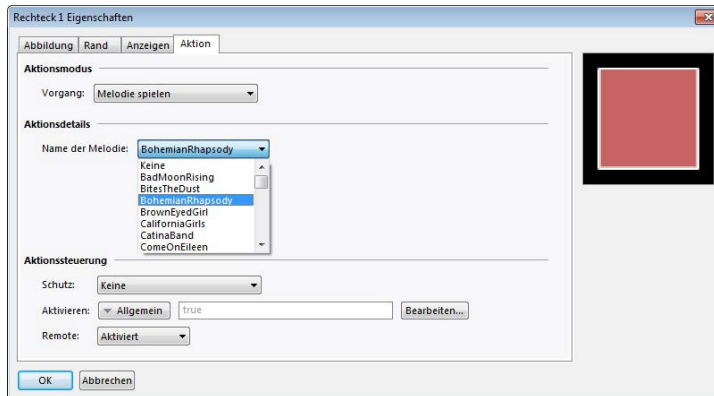 Rechteck 1 Eigenschaften
Abbildung Rand Anzeigen Aktion
Aktionsmodus
Vorgang: Melodie spielen
Aktionsdetails
Name der Melodie: BohemianRhapsody
Keine
BadMoonRising
BitesTheDust
BohemianRhapsody
BrownEyedGirl
CaliforniaGirls
CatinaBand
ComeOnEileen
Aktionssteuerung
Schutz: Keine
Aktivieren: Allgemein true Bearbeiten...
Remote: Aktiviert
OK Abbrechen